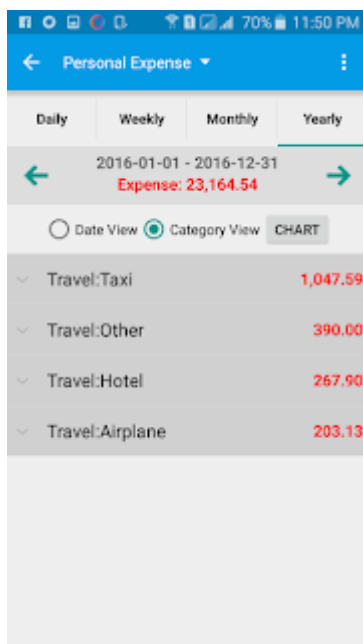 70% 11:50 PM
Personal Expense
Daily Weekly Monthly Yearly
2016-01-01 - 2016-12-31
Expense: 23,164.54
Date View Category View CHART
Travel:Taxi 1,047.59
Travel:Other 390.00
Travel:Hotel 267.90
Travel:Airplane 203.13